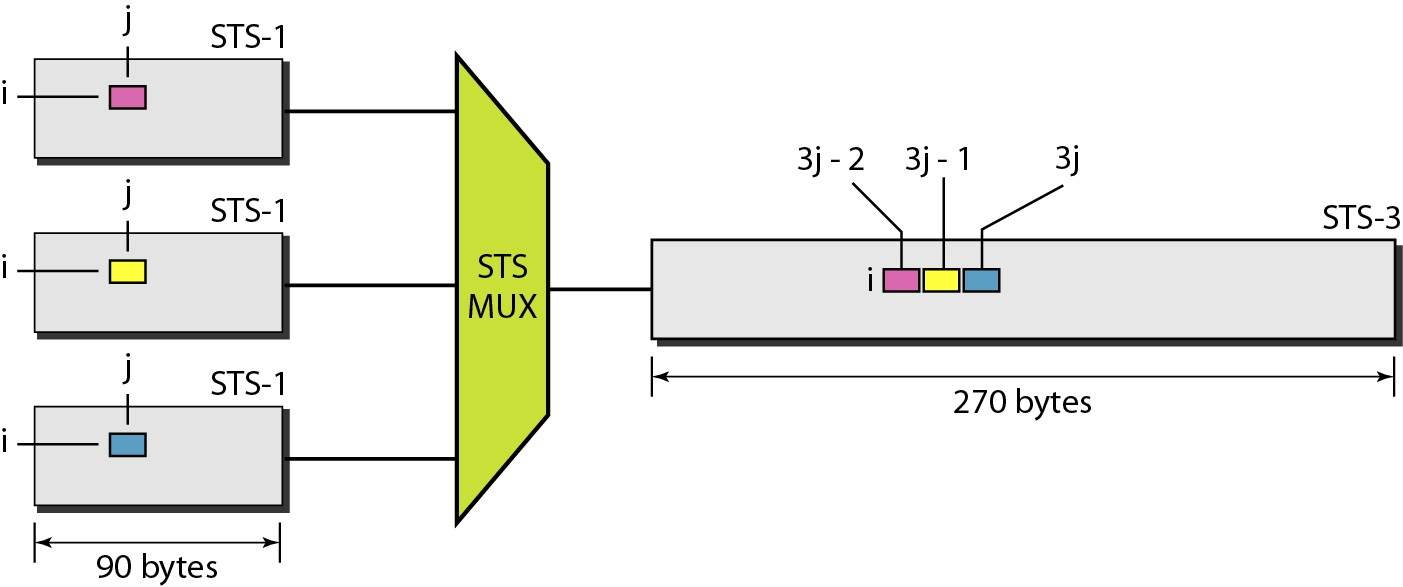 j
STS-1
i
j
STS-1
i
j
STS-1
i
90 bytes
STS
MUX
3j - 2
3j - 1
3j
STS-3
i
270 bytes